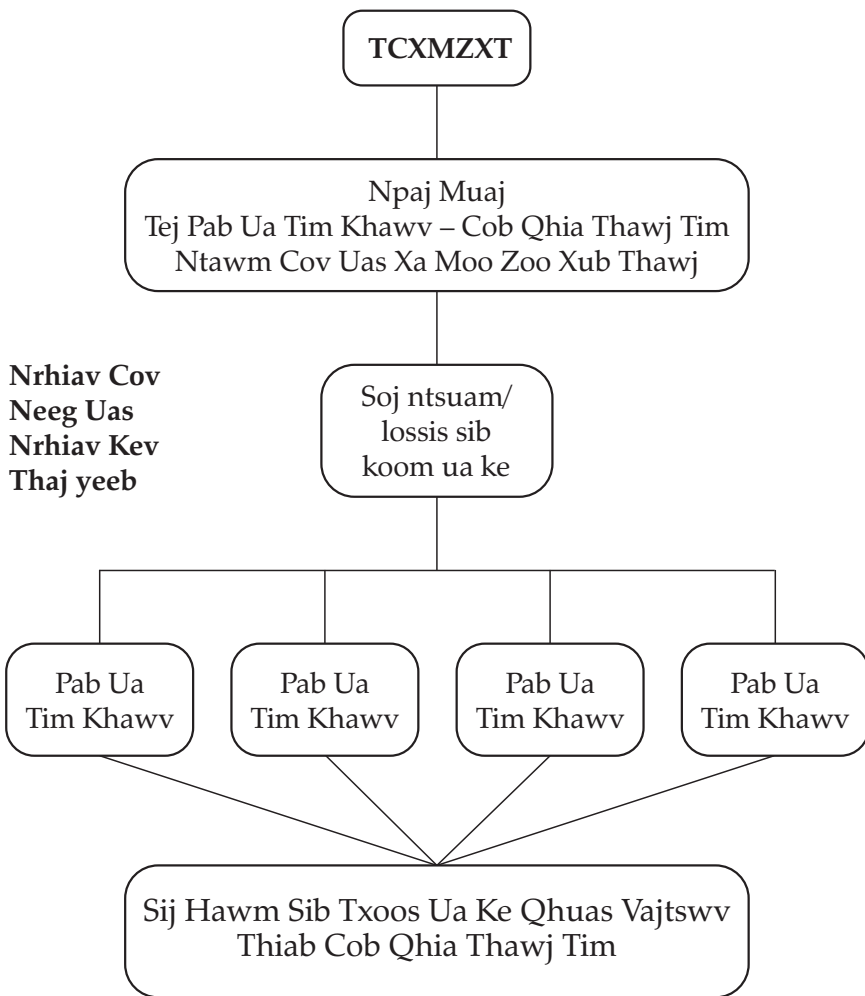 TCXMZXT
Npaj Muaj
Tej Pab Ua Tim Khawv – Cob Qhia Thawj Tim
Ntawm Cov Uas Xa Moo Zoo Xub Thawj
Nrhiav Cov
Neeg Uas
Nrhiav Kev
Thaj yeeb
Soj ntsuam/
lossis sib
koom ua ke
Pab Ua
Tim Khawv
Pab Ua
Tim Khawv
Pab Ua
Tim Khawv
Pab Ua
Tim Khawv
Sij Hawm Sib Txoos Ua Ke Qhuas Vajtswv
Thiab Cob Qhia Thawj Tim